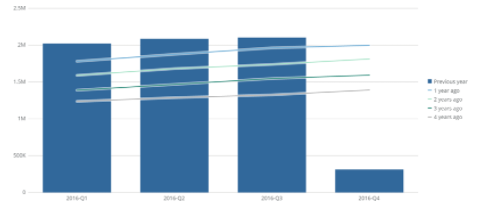 2.5M
2M
1.5M
1M
500K
0
2016-Q1 2016-Q2 2016-Q3 2016-Q4
Previous year
1 year ago
2 years ago
3 years ago
4 years ago